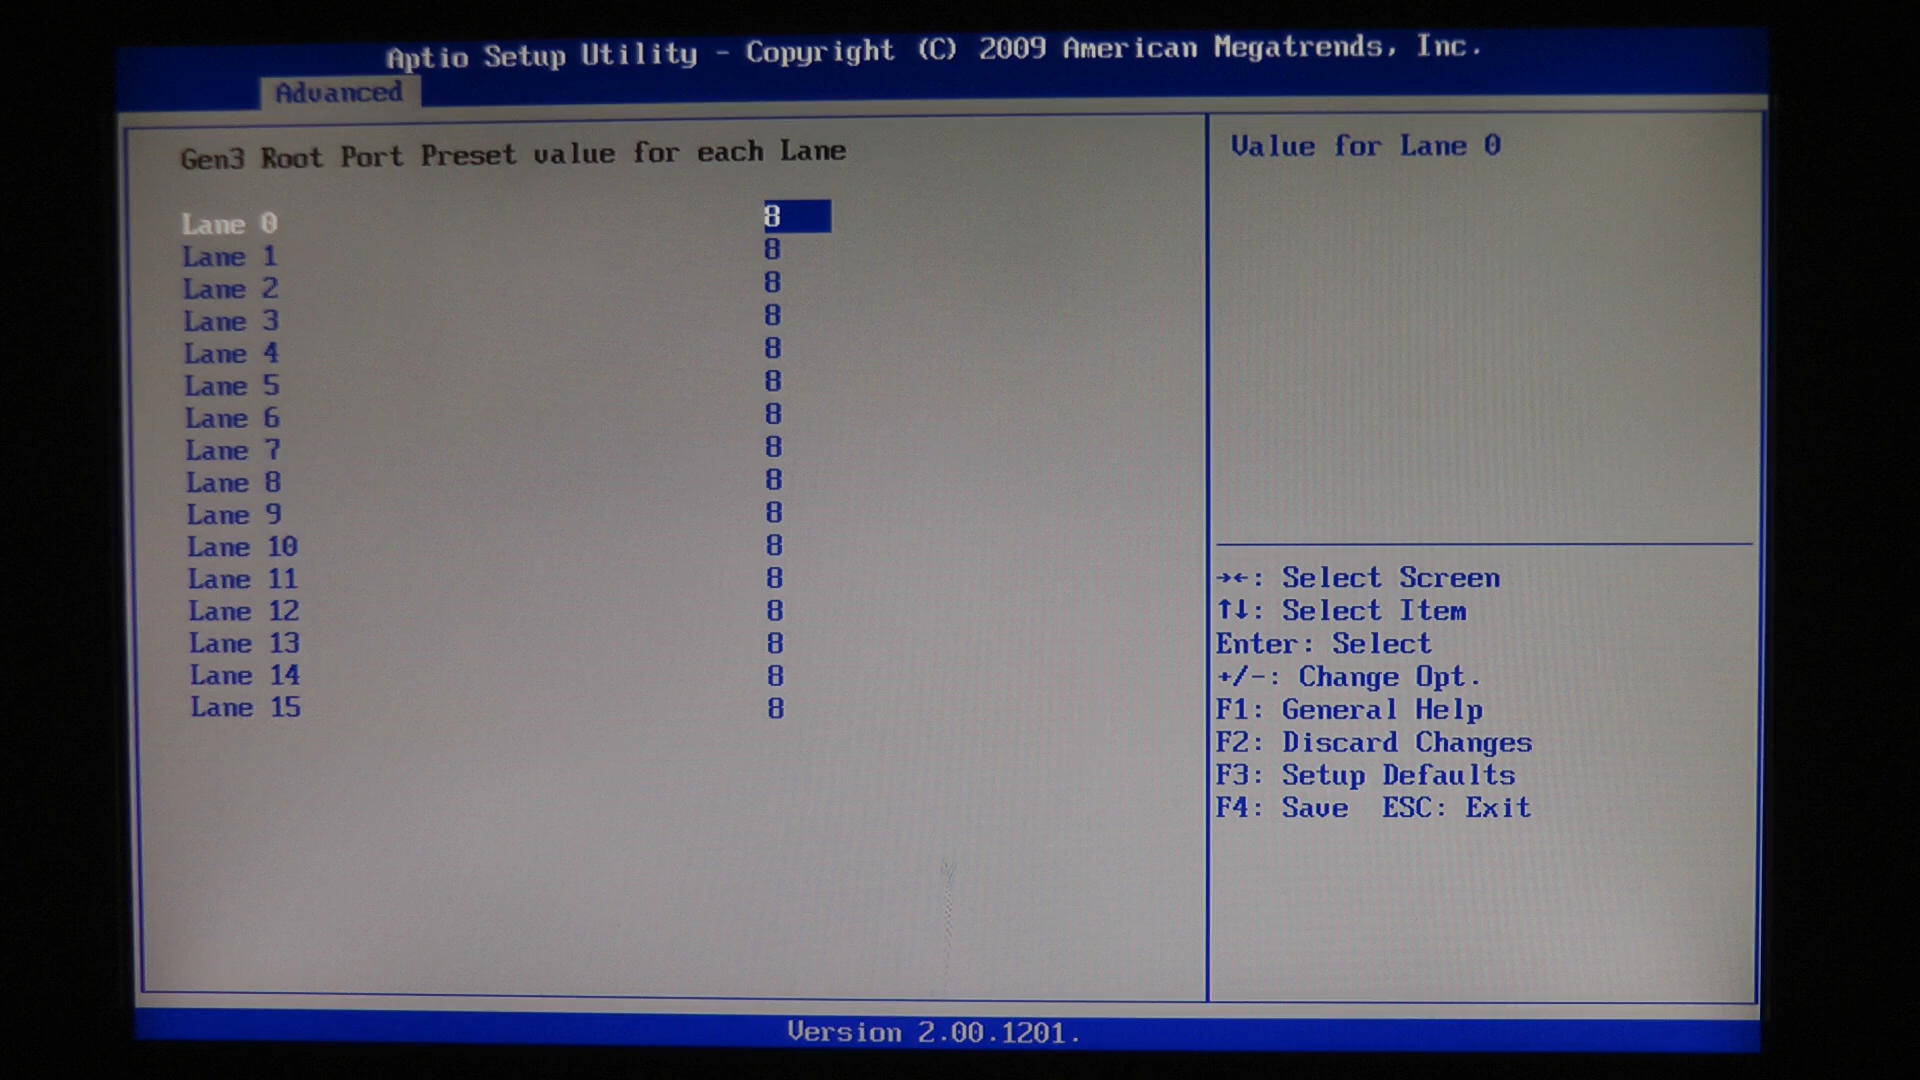 Aptio Setup Utility - Copyright (C) 2009 American Megatrends, Inc.
Advanced
Gen3 Root Port Preset value for each Lane
Lane 0 8
Lane 1 8
Lane 2 8
Lane 3 8
Lane 4 8
Lane 5 8
Lane 6 8
Lane 7 8
Lane 8 8
Lane 9 8
Lane 10 8
Lane 11 8
Lane 12 8
Lane 13 8
Lane 14 8
Lane 15 8
Value for Lane 0
→←: Select Screen
↑↓: Select Item
Enter: Select
+/-: Change Opt.
F1: General Help
F2: Discard Changes
F3: Setup Defaults
F4: Save ESC: Exit
Version 2.00.1201.